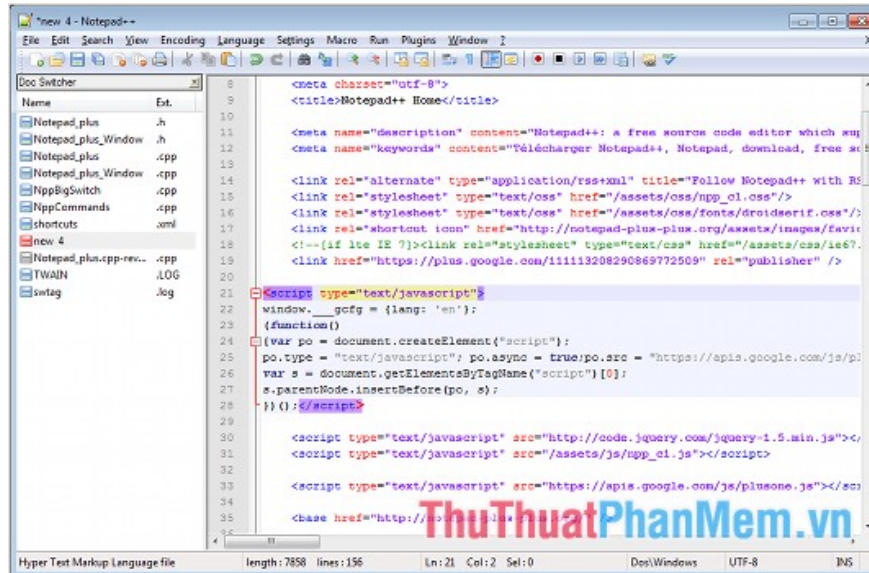 *new 4 - Notepad++
File Edit Search View Encoding Language Settings Macro Run Plugins Window ?
Doc Switcher
Name Ext.
Notepad_plus .h
Notepad_plus_Window .h
Notepad_plus .cpp
Notepad_plus_Window .cpp
NppBigSwitch .cpp
NppCommands .cpp
shortcuts .xml
new 4
Notepad_plus.cpp-rev... .cpp
TWAIN .LOG
swtag .log
8 <meta charset="utf-8">
9 <title>Notepad++ Home</title>
10
11 <meta name="description" content="Notepad++: a free source code editor which sup
12 <meta name="keywords" content="Télécharger Notepad++, Notepad, download, free so
13
14 <link rel="alternate" type="application/rss+xml" title="Follow Notepad++ with RS
15 <link rel="stylesheet" type="text/css" href="/assets/css/npp_c1.css"/>
16 <link rel="stylesheet" type="text/css" href="/assets/css/fonts/droidserif.css"/>
17 <link rel="shortcut icon" href="http://notepad-plus-plus.org/assets/images/favic
18 <!--[if lte IE 7]><link rel="stylesheet" type="text/css" href="/assets/css/ie67.
19 <link href="https://plus.google.com/111113208290869772509" rel="publisher" />
20
21 <script type="text/javascript">
22 window.___gcfg = {lang: 'en'};
23 (function()
24 {var po = document.createElement("script");
25 po.type = "text/javascript"; po.async = true;po.src = "https://apis.google.com/js/pl
26 var s = document.getElementsByTagName("script")[0];
27 s.parentNode.insertBefore(po, s);
28 })();</script>
29
30 <script type="text/javascript" src="http://code.jquery.com/jquery-1.5.min.js"></
31 <script type="text/javascript" src="/assets/js/npp_c1.js"></script>
32
33 <script type="text/javascript" src="https://apis.google.com/js/plusone.js"></scr
34
35 <base href="http://notepad-plus-plus.org/" />
ThuThuatPhanMem.vn
Hyper Text Markup Language file length : 7858 lines : 156 Ln : 21 Col : 2 Sel : 0 Dos\Windows UTF-8 INS